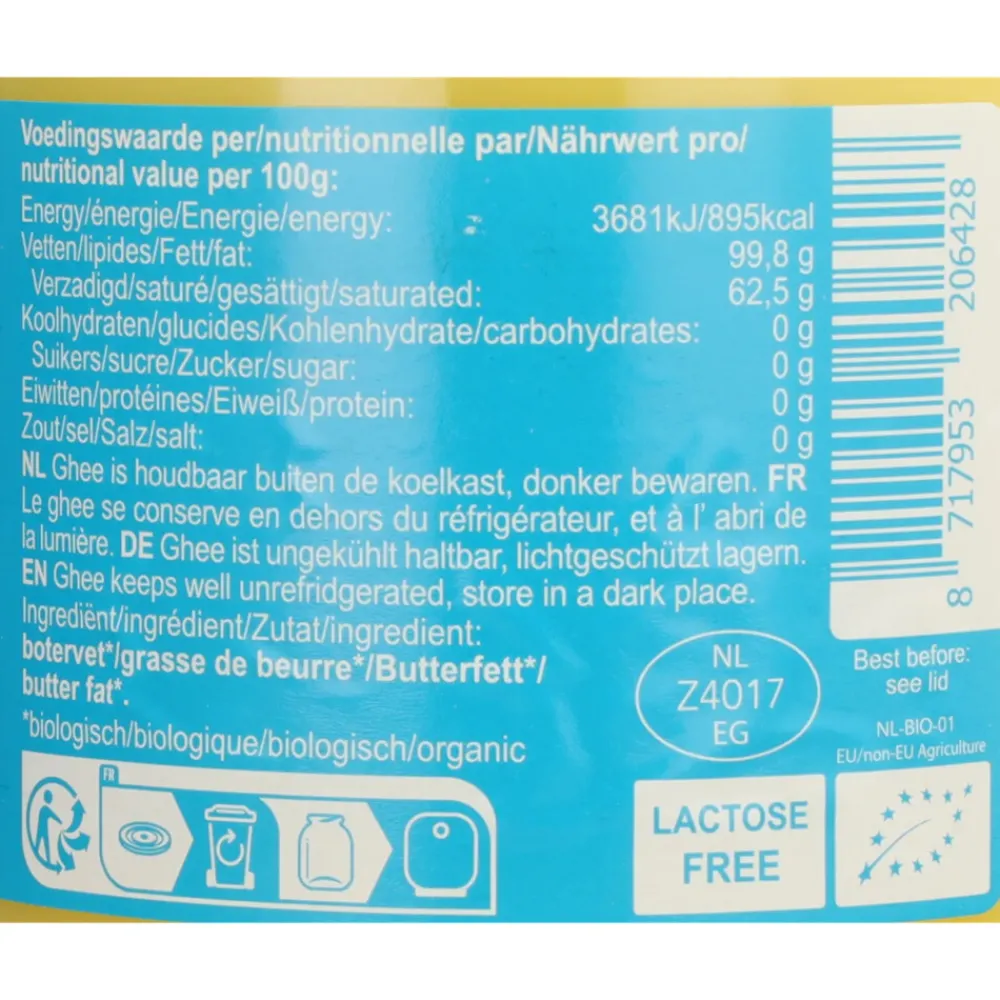 Voedingswaarde per/nutritionnelle par/Nährwert pro/
nutritional value per 100g:
Energy/énergie/Energie/energy: 3681kJ/895kcal
Vetten/lipides/Fett/fat: 99,8 g
Verzadigd/saturé/gesättigt/saturated: 62,5 g
Koolhydraten/glucides/Kohlenhydrate/carbohydrates: 0 g
Suikers/sucre/Zucker/sugar: 0 g
Eiwitten/protéines/Eiweiß/protein: 0 g
Zout/sel/Salz/salt: 0 g
NL Ghee is houdbaar buiten de koelkast, donker bewaren. FR
Le ghee se conserve en dehors du réfrigérateur, et à l' abri de
la lumière. DE Ghee ist ungekühlt haltbar, lichtgeschützt lagern.
EN Ghee keeps well unrefridgerated, store in a dark place.
Ingrediënt/ingrédient/Zutat/ingredient:
botervet*/grasse de beurre*/Butterfett*/
butter fat*.
*biologisch/biologique/biologisch/organic
8 717953 206428
NL
Z4017
EG
Best before:
see lid
NL-BIO-01
EU/non-EU Agriculture
FR
LACTOSE
FREE